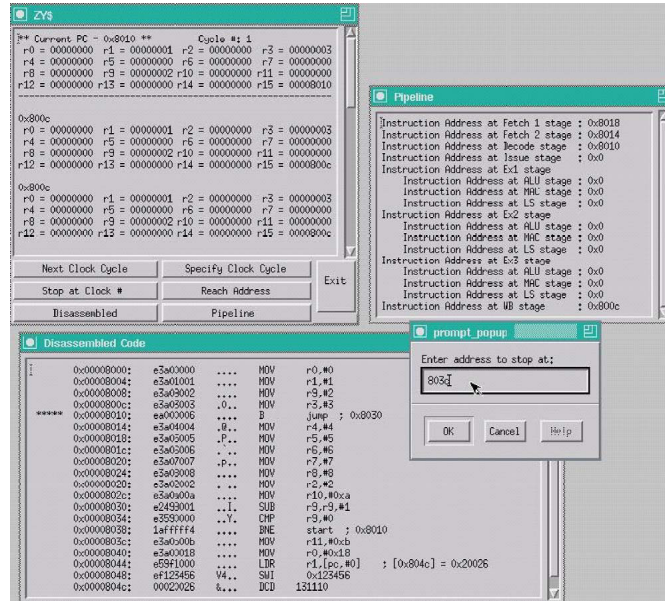 ZYS
** Current PC - 0x8010 ** Cycle #: 1
r0 = 00000000 r1 = 00000001 r2 = 00000000 r3 = 00000003
r4 = 00000000 r5 = 00000000 r6 = 00000000 r7 = 00000000
r8 = 00000000 r9 = 00000002 r10 = 00000000 r11 = 00000000
r12 = 00000000 r13 = 00000000 r14 = 00000000 r15 = 00008010
0x800c
r0 = 00000000 r1 = 00000001 r2 = 00000000 r3 = 00000003
r4 = 00000000 r5 = 00000000 r6 = 00000000 r7 = 00000000
r8 = 00000000 r9 = 00000002 r10 = 00000000 r11 = 00000000
r12 = 00000000 r13 = 00000000 r14 = 00000000 r15 = 0000800c
0x800c
r0 = 00000000 r1 = 00000001 r2 = 00000000 r3 = 00000003
r4 = 00000000 r5 = 00000000 r6 = 00000000 r7 = 00000000
r8 = 00000000 r9 = 00000002 r10 = 00000000 r11 = 00000000
r12 = 00000000 r13 = 00000000 r14 = 00000000 r15 = 0000800c
Next Clock Cycle Specify Clock Cycle Exit
Stop at Clock # Reach Address
Disassembled Pipeline
Pipeline
Instruction Address at Fetch 1 stage : 0x8018
Instruction Address at Fetch 2 stage : 0x8014
Instruction Address at Decode stage : 0x8010
Instruction Address at Issue stage : 0x0
Instruction Address at Ex1 stage
Instruction Address at ALU stage : 0x0
Instruction Address at MAC stage : 0x0
Instruction Address at LS stage : 0x0
Instruction Address at Ex2 stage
Instruction Address at ALU stage : 0x0
Instruction Address at MAC stage : 0x0
Instruction Address at LS stage : 0x0
Instruction Address at Ex3 stage
Instruction Address at ALU stage : 0x0
Instruction Address at MAC stage : 0x0
Instruction Address at LS stage : 0x0
Instruction Address at WB stage : 0x800c
prompt_popup
Enter address to stop at:
803c
OK Cancel Help
Disassembled Code
0x00008000: e3a00000 .... MOV r0,#0
0x00008004: e3a01001 .... MOV r1,#1
0x00008008: e3a09002 .... MOV r9,#2
0x0000800c: e3a03003 .0.. MOV r3,#3
***** 0x00008010: ea000006 .... B jump ; 0x8030
0x00008014: e3a04004 .@.. MOV r4,#4
0x00008018: e3a05005 .P.. MOV r5,#5
0x0000801c: e3a06006 .`.. MOV r6,#6
0x00008020: e3a07007 .p.. MOV r7,#7
0x00008024: e3a08008 .... MOV r8,#8
0x00008028: e3a02002 . .. MOV r2,#2
0x0000802c: e3a0a00a .... MOV r10,#0xa
0x00008030: e2499001 ..I. SUB r9,r9,#1
0x00008034: e3590000 ..Y. CMP r9,#0
0x00008038: 1afffff4 .... BNE start ; 0x8010
0x0000803c: e3a0b00b .... MOV r11,#0xb
0x00008040: e3a00018 .... MOV r0,#0x18
0x00008044: e59f1000 .... LDR r1,[pc,#0] ; [0x804c] = 0x20026
0x00008048: ef123456 V4.. SWI 0x123456
0x0000804c: 00020026 &... DCD 131110